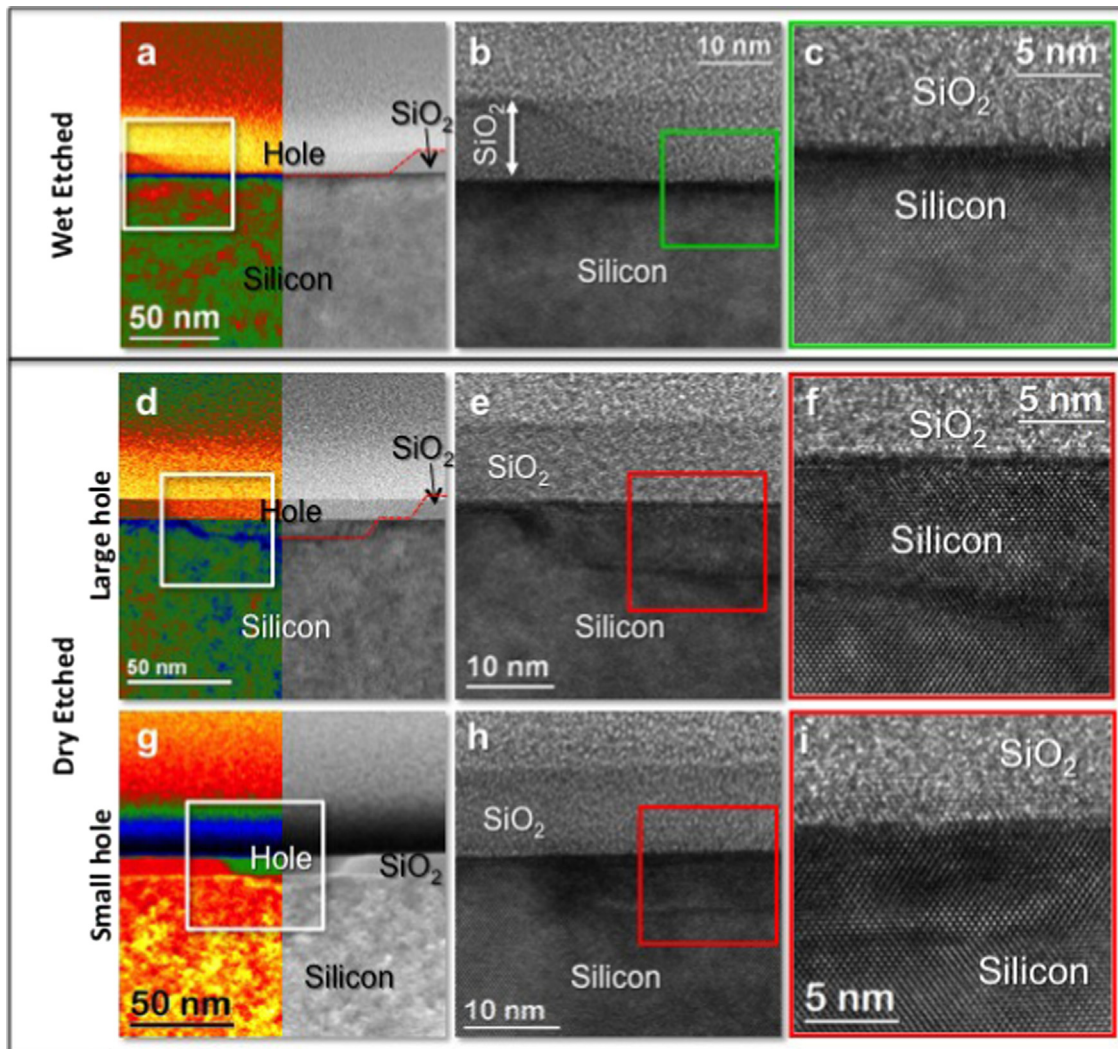 Wet Etched
a
SiO₂
Hole
Silicon
50 nm
b
10 nm
SiO₂
Silicon
c
5 nm
SiO₂
Silicon
Dry Etched
Large hole
d
SiO₂
Hole
Silicon
50 nm
e
SiO₂
Silicon
10 nm
f
5 nm
SiO₂
Silicon
Small hole
g
Hole
SiO₂
Silicon
50 nm
h
SiO₂
Silicon
10 nm
i
SiO₂
Silicon
5 nm